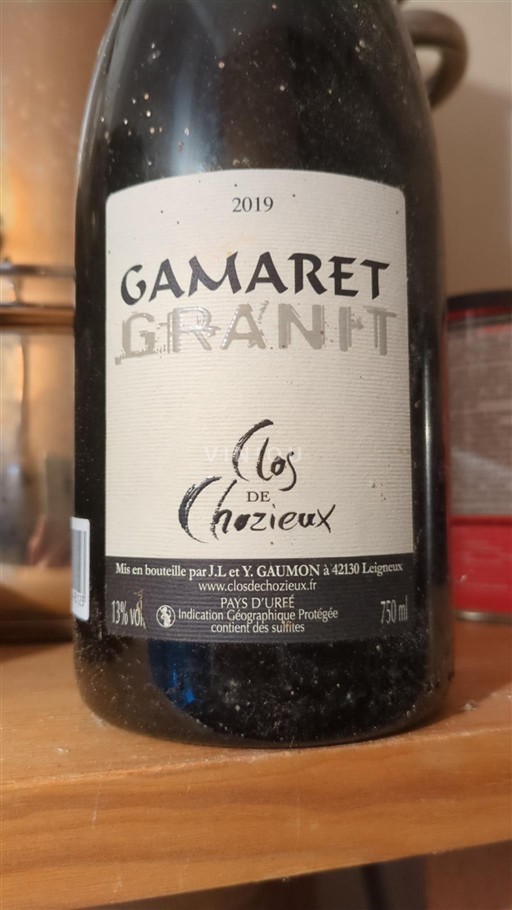 2019
GAMARET
GRANIT
Clos
DE
Chozieux
Mis en bouteille par J.L et Y. GAUMON à 42130 Leigneux
www.closdechozieux.fr
PAYS D'URFÉ
13% vol. Indication Géographique Protégée 750 ml
contient des sulfites